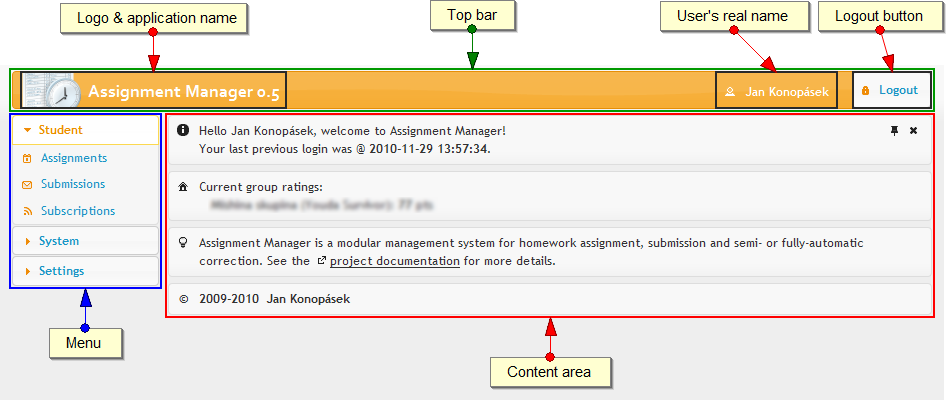 Logo & application name
Top bar
User's real name
Logout button
Assignment Manager 0.5
Jan Konopásek
Logout
Student
Assignments
Submissions
Subscriptions
System
Settings
Hello Jan Konopásek, welcome to Assignment Manager!
Your last previous login was @ 2010-11-29 13:57:34.
Current group ratings:
Assignment Manager is a modular management system for homework assignment, submission and semi- or fully-automatic
correction. See the project documentation for more details.
© 2009-2010 Jan Konopásek
Menu
Content area